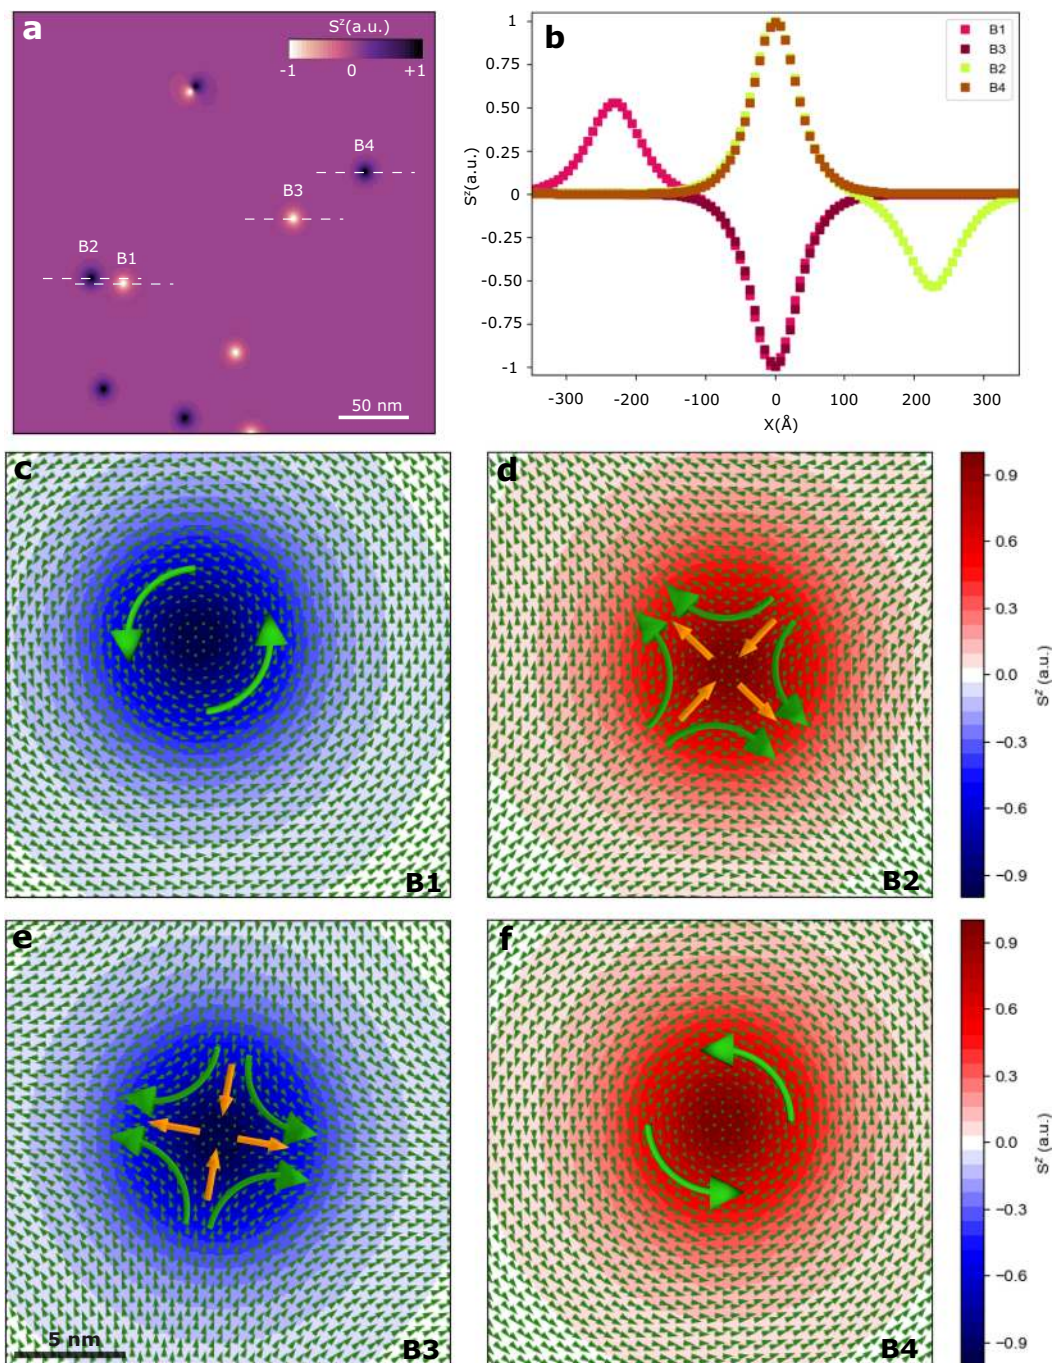 a
S^z(a.u.)
-1 0 +1
B4
B3
B2
B1
50 nm
b
B1
B3
B2
B4
1
0.75
0.50
0.25
0
-0.25
-0.50
-0.75
-1
S^z(a.u.)
-300 -200 -100 0 100 200 300
X(Å)
c
B1
d
B2
0.9
0.6
0.3
0.0
−0.3
−0.6
−0.9
S^z (a.u.)
e
5 nm
B3
f
B4
0.9
0.6
0.3
0.0
−0.3
−0.6
−0.9
S^z (a.u.)